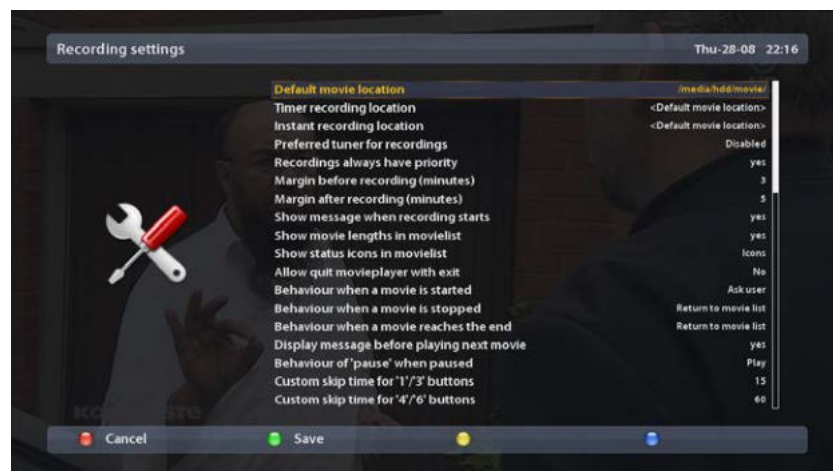 Recording settings Thu-28-08 22:16
Default movie location /media/hdd/movie/
Timer recording location <Default movie location>
Instant recording location <Default movie location>
Preferred tuner for recordings Disabled
Recordings always have priority yes
Margin before recording (minutes) 3
Margin after recording (minutes) 5
Show message when recording starts yes
Show movie lengths in movielist yes
Show status icons in movielist Icons
Allow quit movieplayer with exit No
Behaviour when a movie is started Ask user
Behaviour when a movie is stopped Return to movie list
Behaviour when a movie reaches the end Return to movie list
Display message before playing next movie yes
Behaviour of 'pause' when paused Play
Custom skip time for '1'/'3' buttons 15
Custom skip time for '4'/'6' buttons 60
Cancel Save